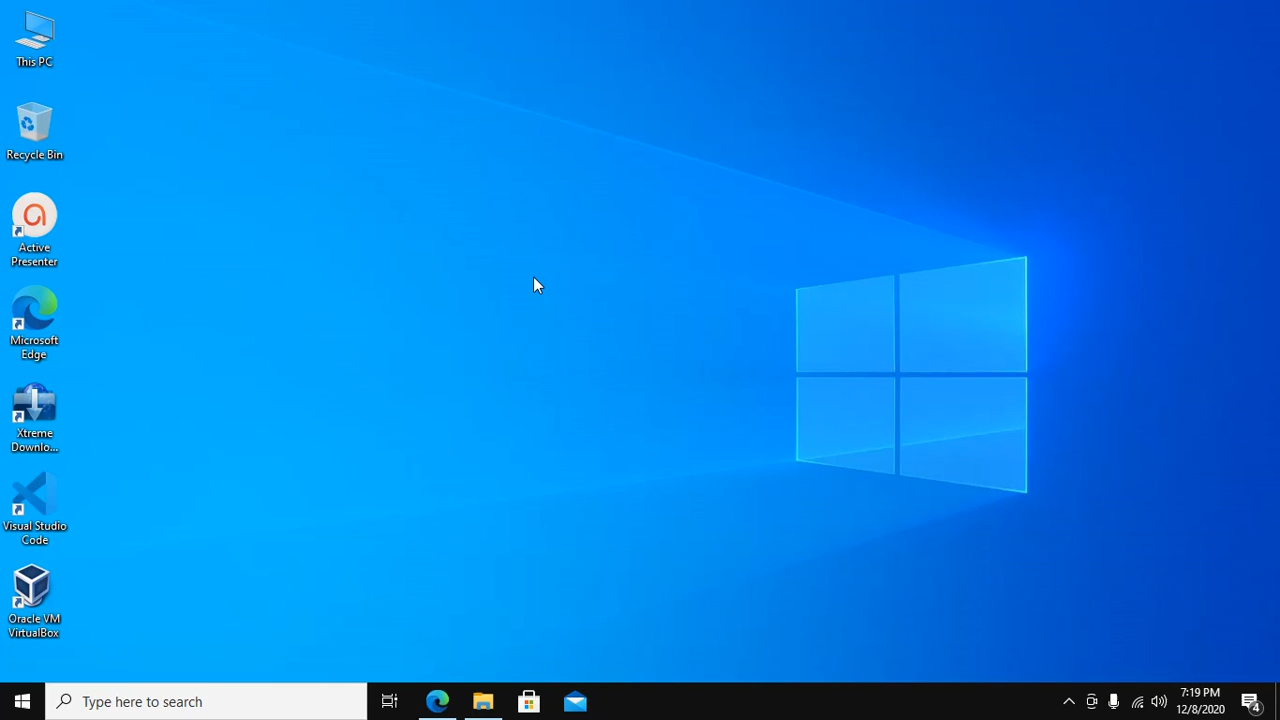 This PC
Recycle Bin
Active
Presenter
Microsoft
Edge
Xtreme
Downlo...
Visual Studio
Code
Oracle VM
VirtualBox
Type here to search
7:19 PM
12/8/2020
4